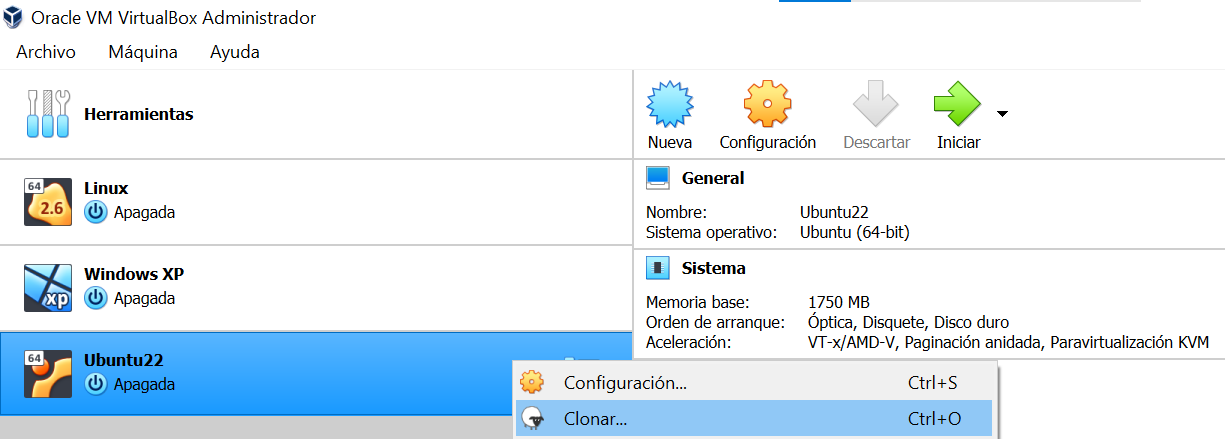 Oracle VM VirtualBox Administrador
Archivo Máquina Ayuda
Herramientas
Nueva Configuración Descartar Iniciar
64
2.6
Linux
Apagada
xp
Windows XP
Apagada
64
Ubuntu22
Apagada
General
Nombre: Ubuntu22
Sistema operativo: Ubuntu (64-bit)
Sistema
Memoria base: 1750 MB
Orden de arranque: Óptica, Disquete, Disco duro
Aceleración: VT-x/AMD-V, Paginación anidada, Paravirtualización KVM
Configuración... Ctrl+S
Clonar... Ctrl+O